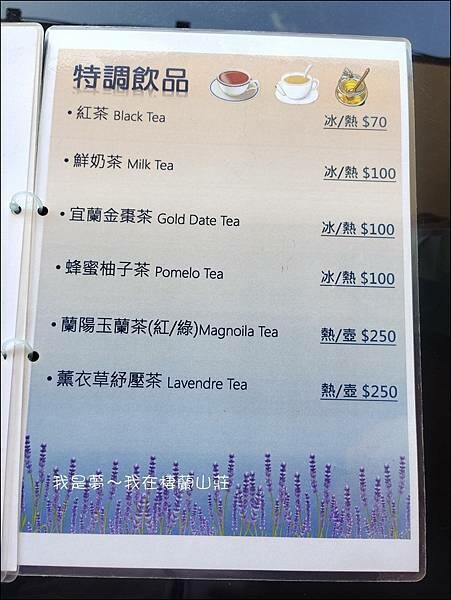 特調飲品
•紅茶 Black Tea 冰/熱 $70
•鮮奶茶 Milk Tea 冰/熱 $100
•宜蘭金棗茶 Gold Date Tea 冰/熱 $100
•蜂蜜柚子茶 Pomelo Tea 冰/熱 $100
•蘭陽玉蘭茶(紅/綠)Magnoila Tea 熱/壺 $250
•薰衣草紓壓茶 Lavendre Tea 熱/壺 $250
我是夢～我在棲蘭山莊